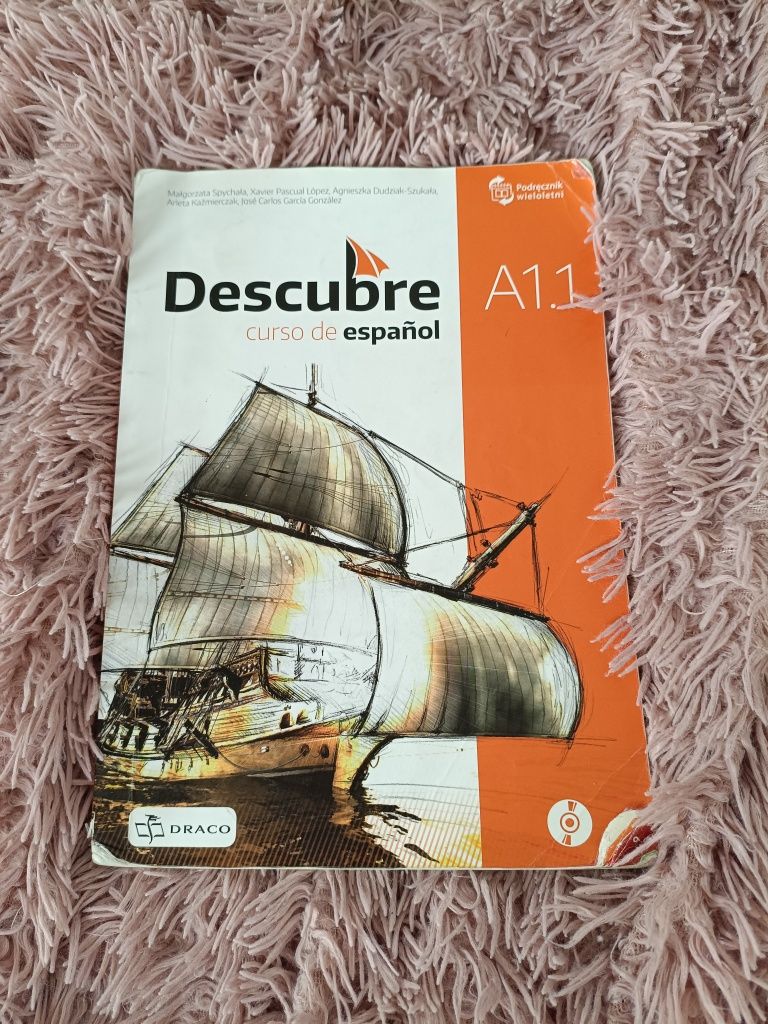 Małgorzata Spychała, Xavier Pascual López, Agnieszka Dudziak-Szukała,
Arleta Kaźmierczak, José Carlos García González
Podręcznik
wieloletni
Descubre
A1.1
curso de español
DRACO